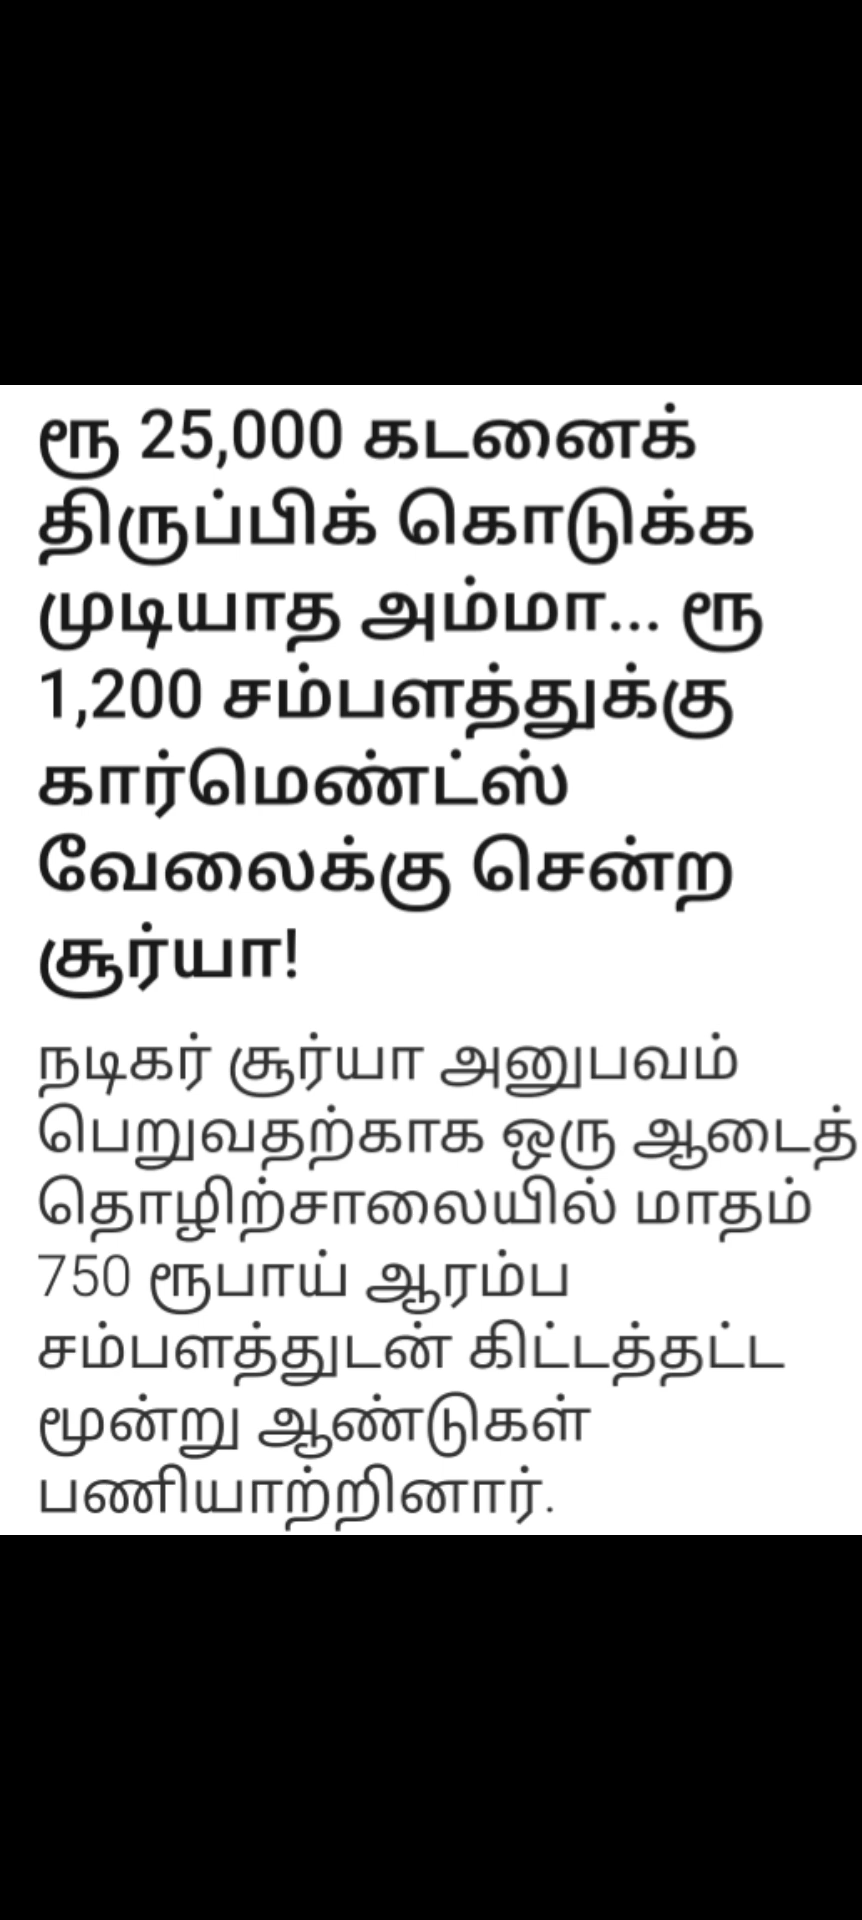 ரூ 25,000 கடனைக்
திருப்பிக் கொடுக்க
முடியாத அம்மா... ரூ
1,200 சம்பளத்துக்கு
கார்மெண்ட்ஸ்
வேலைக்கு சென்ற
சூர்யா!
நடிகர் சூர்யா அனுபவம்
பெறுவதற்காக ஒரு ஆடைத்
தொழிற்சாலையில் மாதம்
750 ரூபாய் ஆரம்ப
சம்பளத்துடன் கிட்டத்தட்ட
மூன்று ஆண்டுகள்
பணியாற்றினார்.